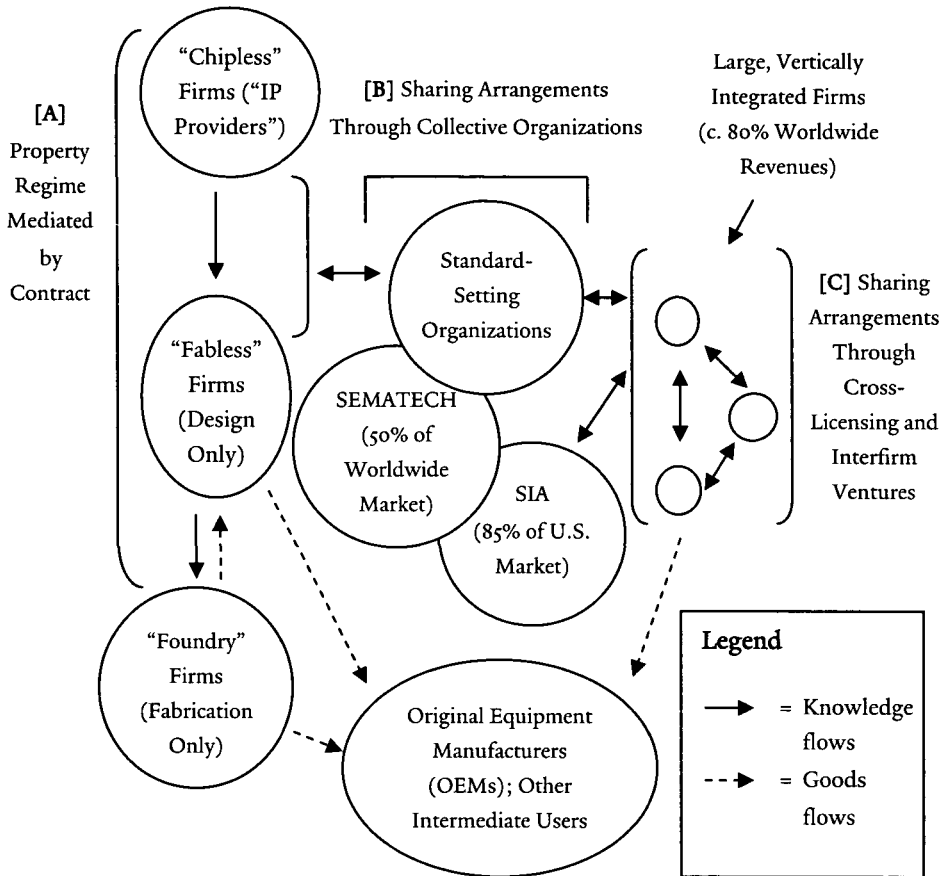 [A]
Property
Regime
Mediated
by
Contract
“Chipless”
Firms (“IP
Providers”)
[B] Sharing Arrangements
Through Collective Organizations
Large, Vertically
Integrated Firms
(c. 80% Worldwide
Revenues)
Standard-
Setting
Organizations
[C] Sharing
Arrangements
Through
Cross-
Licensing and
Interfirm
Ventures
“Fabless”
Firms
(Design
Only)
SEMATECH
(50% of
Worldwide
Market)
SIA
(85% of U.S.
Market)
“Foundry”
Firms
(Fabrication
Only)
Original Equipment
Manufacturers
(OEMs); Other
Intermediate Users
Legend
= Knowledge
flows
= Goods
flows